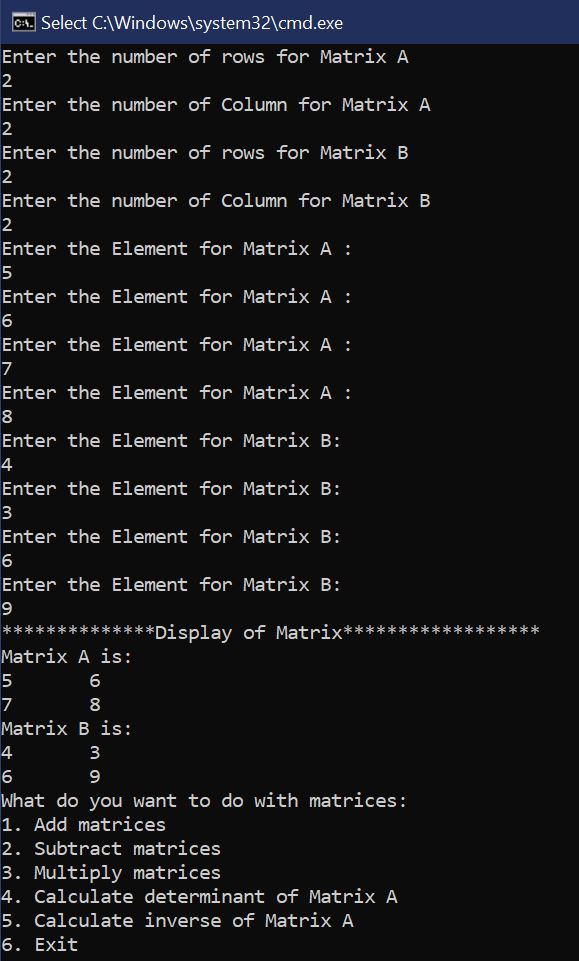 Select C:\Windows\system32\cmd.exe
Enter the number of rows for Matrix A
2
Enter the number of Column for Matrix A
2
Enter the number of rows for Matrix B
2
Enter the number of Column for Matrix B
2
Enter the Element for Matrix A :
5
Enter the Element for Matrix A :
6
Enter the Element for Matrix A :
7
Enter the Element for Matrix A :
8
Enter the Element for Matrix B:
4
Enter the Element for Matrix B:
3
Enter the Element for Matrix B:
6
Enter the Element for Matrix B:
9
**************Display of Matrix******************
Matrix A is:
5       6
7       8
Matrix B is:
4       3
6       9
What do you want to do with matrices:
1. Add matrices
2. Subtract matrices
3. Multiply matrices
4. Calculate determinant of Matrix A
5. Calculate inverse of Matrix A
6. Exit